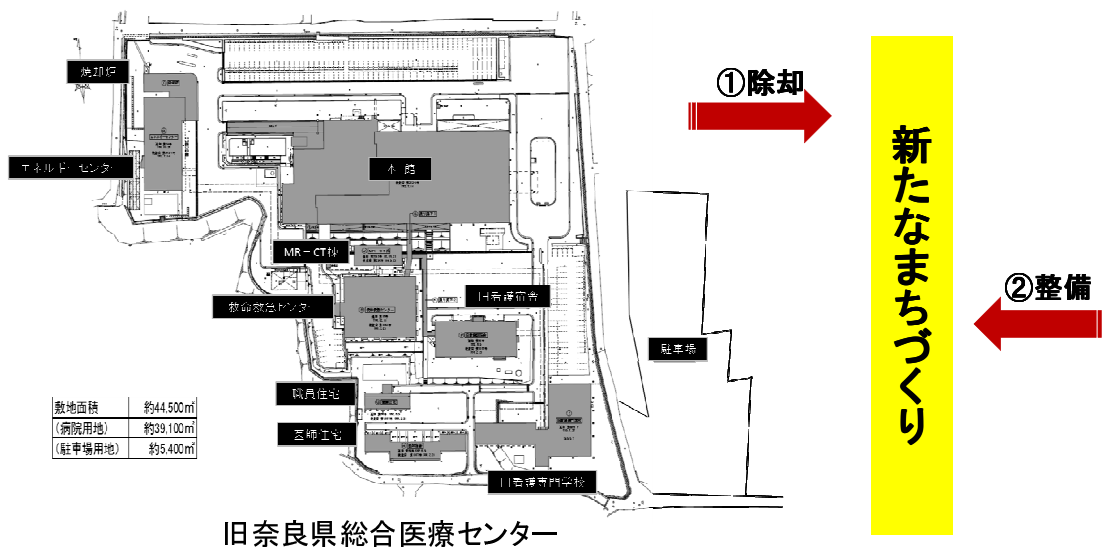 焼却炉
エネルギーセンター
本館
MR－CT棟
救命救急センター
旧看護宿舎
職員住宅
医師住宅
旧看護専門学校
駐車場
敷地面積 約44,500㎡
(病院用地) 約39,100㎡
(駐車場用地) 約5,400㎡
旧奈良県総合医療センター
①除却
新たなまちづくり
②整備